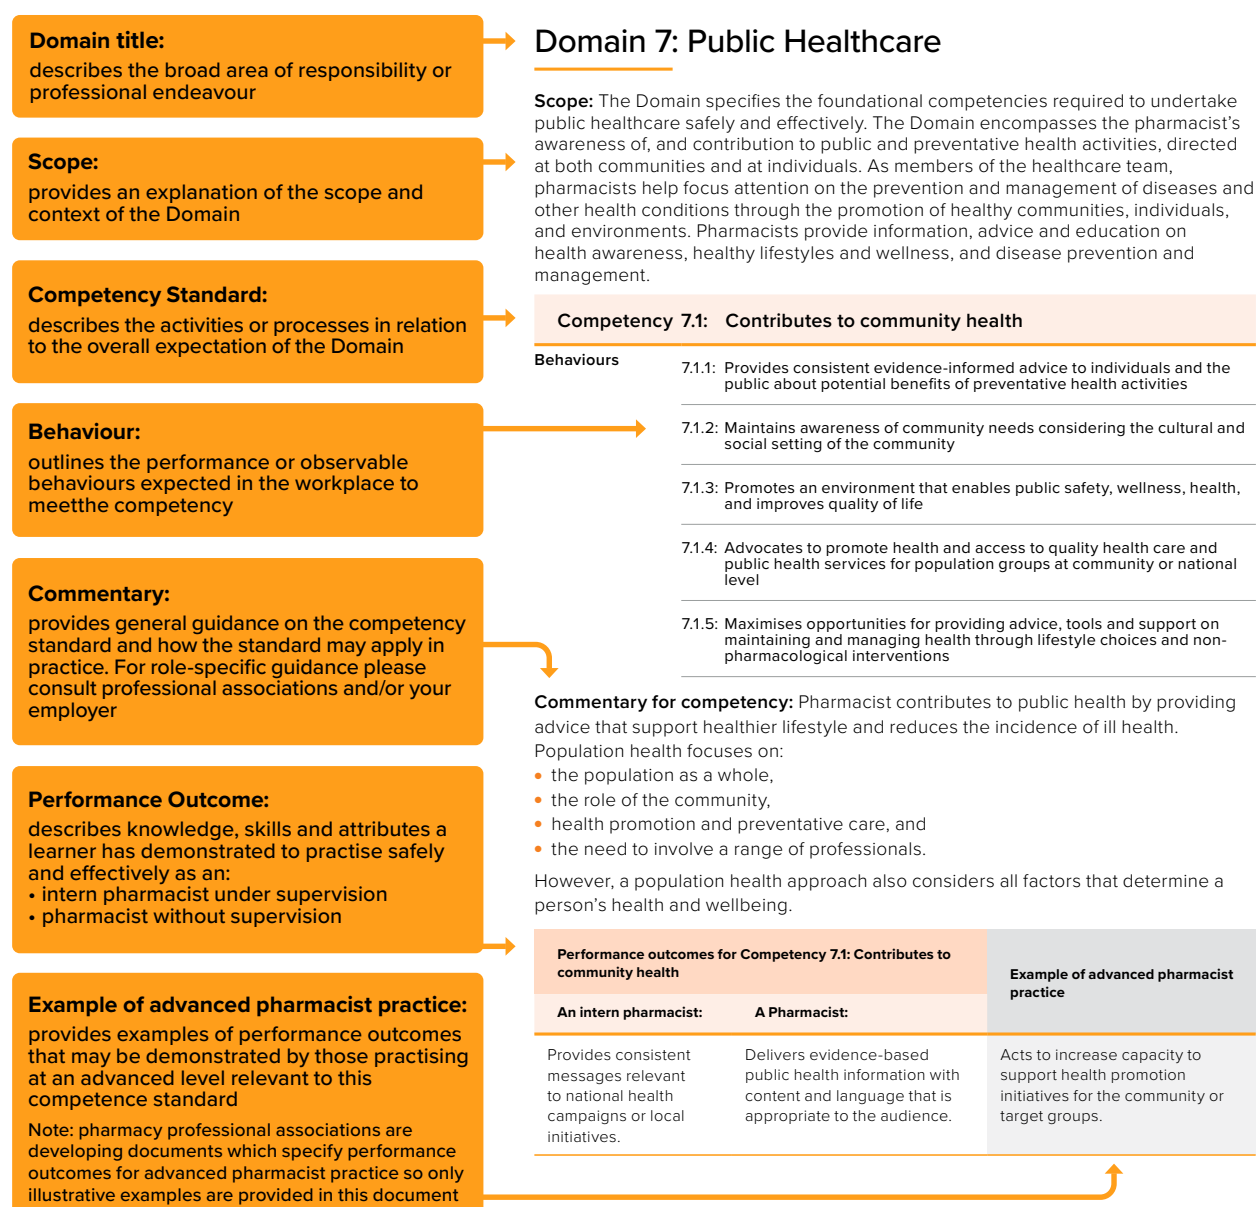 Domain title:
describes the broad area of responsibility or
professional endeavour
Scope:
provides an explanation of the scope and
context of the Domain
Competency Standard:
describes the activities or processes in relation
to the overall expectation of the Domain
Behaviour:
outlines the performance or observable
behaviours expected in the workplace to
meetthe competency
Commentary:
provides general guidance on the competency
standard and how the standard may apply in
practice. For role-specific guidance please
consult professional associations and/or your
employer
Performance Outcome:
describes knowledge, skills and attributes a
learner has demonstrated to practise safely
and effectively as an:
• intern pharmacist under supervision
• pharmacist without supervision
Example of advanced pharmacist practice:
provides examples of performance outcomes
that may be demonstrated by those practising
at an advanced level relevant to this
competence standard
Note: pharmacy professional associations are
developing documents which specify performance
outcomes for advanced pharmacist practice so only
illustrative examples are provided in this document
Domain 7: Public Healthcare
Scope: The Domain specifies the foundational competencies required to undertake
public healthcare safely and effectively. The Domain encompasses the pharmacist's
awareness of, and contribution to public and preventative health activities, directed
at both communities and at individuals. As members of the healthcare team,
pharmacists help focus attention on the prevention and management of diseases and
other health conditions through the promotion of healthy communities, individuals,
and environments. Pharmacists provide information, advice and education on
health awareness, healthy lifestyles and wellness, and disease prevention and
management.
Competency 7.1: Contributes to community health
Behaviours
7.1.1: Provides consistent evidence-informed advice to individuals and the
public about potential benefits of preventative health activities
7.1.2: Maintains awareness of community needs considering the cultural and
social setting of the community
7.1.3: Promotes an environment that enables public safety, wellness, health,
and improves quality of life
7.1.4: Advocates to promote health and access to quality health care and
public health services for population groups at community or national
level
7.1.5: Maximises opportunities for providing advice, tools and support on
maintaining and managing health through lifestyle choices and non-
pharmacological interventions
Commentary for competency: Pharmacist contributes to public health by providing
advice that support healthier lifestyle and reduces the incidence of ill health.
Population health focuses on:
• the population as a whole,
• the role of the community,
• health promotion and preventative care, and
• the need to involve a range of professionals.
However, a population health approach also considers all factors that determine a
person's health and wellbeing.
Performance outcomes for Competency 7.1: Contributes to
community health
Example of advanced pharmacist
practice
An intern pharmacist:
A Pharmacist:
Provides consistent
messages relevant
to national health
campaigns or local
initiatives.
Delivers evidence-based
public health information with
content and language that is
appropriate to the audience.
Acts to increase capacity to
support health promotion
initiatives for the community or
target groups.